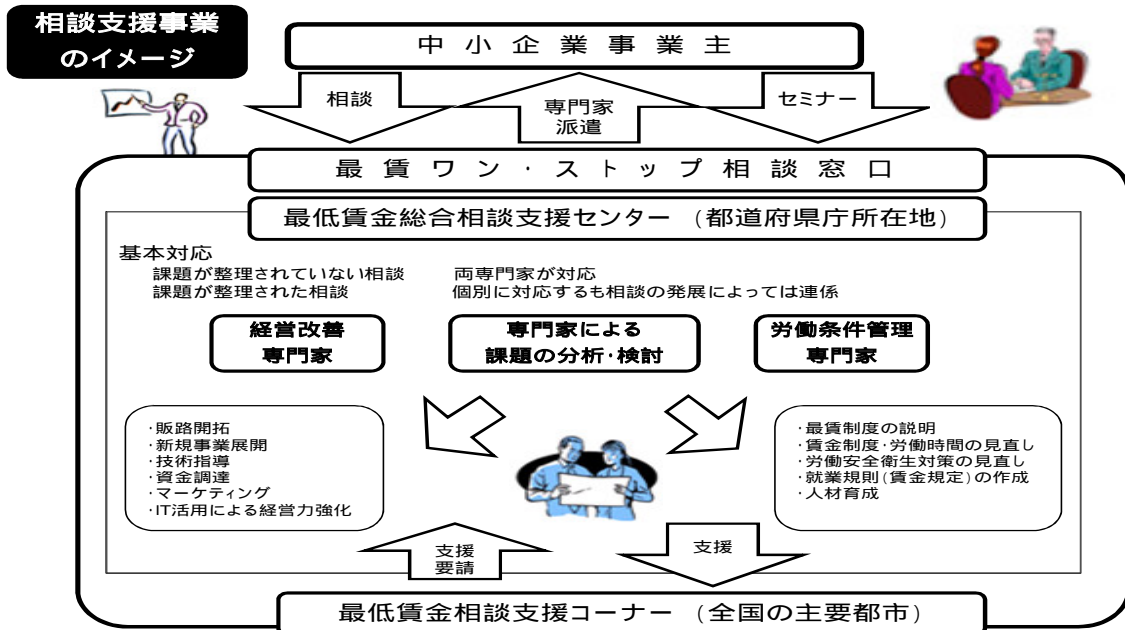 相談支援事業
のイメージ
中小企業事業主
相談
専門家
派遣
セミナー
最賃ワン・ストップ相談窓口
最低賃金総合相談支援センター（都道府県庁所在地）
基本対応
課題が整理されていない相談　両専門家が対応
課題が整理された相談　個別に対応するも相談の発展によっては連係
経営改善
専門家
専門家による
課題の分析・検討
労働条件管理
専門家
・販路開拓
・新規事業展開
・技術指導
・資金調達
・マーケティング
・IT活用による経営力強化
・最賃制度の説明
・賃金制度・労働時間の見直し
・労働安全衛生対策の見直し
・就業規則（賃金規定）の作成
・人材育成
支援
要請
支援
最低賃金相談支援コーナー（全国の主要都市）